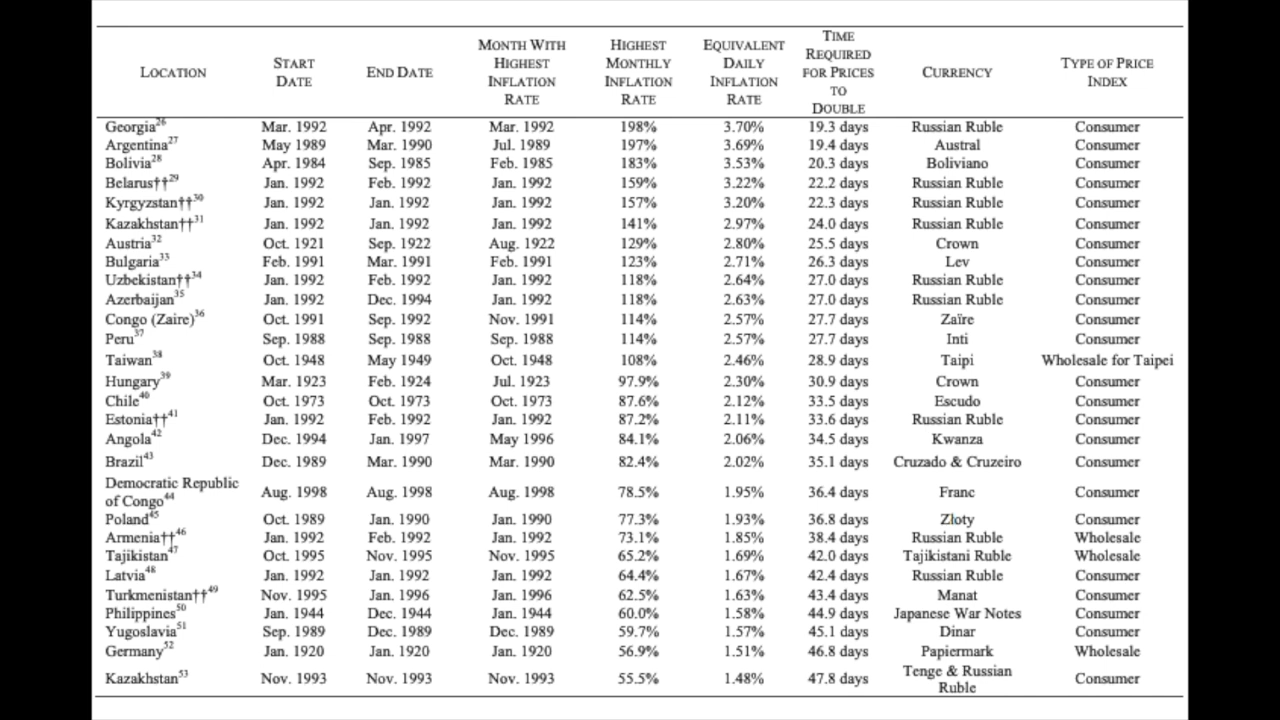 LOCATION START DATE END DATE MONTH WITH HIGHEST INFLATION RATE HIGHEST MONTHLY INFLATION RATE EQUIVALENT DAILY INFLATION RATE TIME REQUIRED FOR PRICES TO DOUBLE CURRENCY TYPE OF PRICE INDEX
Georgia26 Mar. 1992 Apr. 1992 Mar. 1992 198% 3.70% 19.3 days Russian Ruble Consumer
Argentina27 May 1989 Mar. 1990 Jul. 1989 197% 3.69% 19.4 days Austral Consumer
Bolivia28 Apr. 1984 Sep. 1985 Feb. 1985 183% 3.53% 20.3 days Boliviano Consumer
Belarus††29 Jan. 1992 Feb. 1992 Jan. 1992 159% 3.22% 22.2 days Russian Ruble Consumer
Kyrgyzstan††30 Jan. 1992 Jan. 1992 Jan. 1992 157% 3.20% 22.3 days Russian Ruble Consumer
Kazakhstan††31 Jan. 1992 Jan. 1992 Jan. 1992 141% 2.97% 24.0 days Russian Ruble Consumer
Austria32 Oct. 1921 Sep. 1922 Aug. 1922 129% 2.80% 25.5 days Crown Consumer
Bulgaria33 Feb. 1991 Mar. 1991 Feb. 1991 123% 2.71% 26.3 days Lev Consumer
Uzbekistan††34 Jan. 1992 Feb. 1992 Jan. 1992 118% 2.64% 27.0 days Russian Ruble Consumer
Azerbaijan35 Jan. 1992 Dec. 1994 Jan. 1992 118% 2.63% 27.0 days Russian Ruble Consumer
Congo (Zaire)36 Oct. 1991 Sep. 1992 Nov. 1991 114% 2.57% 27.7 days Zaïre Consumer
Peru37 Sep. 1988 Sep. 1988 Sep. 1988 114% 2.57% 27.7 days Inti Consumer
Taiwan38 Oct. 1948 May 1949 Oct. 1948 108% 2.46% 28.9 days Taipi Wholesale for Taipei
Hungary39 Mar. 1923 Feb. 1924 Jul. 1923 97.9% 2.30% 30.9 days Crown Consumer
Chile40 Oct. 1973 Oct. 1973 Oct. 1973 87.6% 2.12% 33.5 days Escudo Consumer
Estonia††41 Jan. 1992 Feb. 1992 Jan. 1992 87.2% 2.11% 33.6 days Russian Ruble Consumer
Angola42 Dec. 1994 Jan. 1997 May 1996 84.1% 2.06% 34.5 days Kwanza Consumer
Brazil43 Dec. 1989 Mar. 1990 Mar. 1990 82.4% 2.02% 35.1 days Cruzado & Cruzeiro Consumer
Democratic Republic of Congo44 Aug. 1998 Aug. 1998 Aug. 1998 78.5% 1.95% 36.4 days Franc Consumer
Poland45 Oct. 1989 Jan. 1990 Jan. 1990 77.3% 1.93% 36.8 days Złoty Consumer
Armenia††46 Jan. 1992 Feb. 1992 Jan. 1992 73.1% 1.85% 38.4 days Russian Ruble Wholesale
Tajikistan47 Oct. 1995 Nov. 1995 Nov. 1995 65.2% 1.69% 42.0 days Tajikistani Ruble Wholesale
Latvia48 Jan. 1992 Jan. 1992 Jan. 1992 64.4% 1.67% 42.4 days Russian Ruble Consumer
Turkmenistan††49 Nov. 1995 Jan. 1996 Jan. 1996 62.5% 1.63% 43.4 days Manat Consumer
Philippines50 Jan. 1944 Dec. 1944 Jan. 1944 60.0% 1.58% 44.9 days Japanese War Notes Consumer
Yugoslavia51 Sep. 1989 Dec. 1989 Dec. 1989 59.7% 1.57% 45.1 days Dinar Consumer
Germany52 Jan. 1920 Jan. 1920 Jan. 1920 56.9% 1.51% 46.8 days Papiermark Wholesale
Kazakhstan53 Nov. 1993 Nov. 1993 Nov. 1993 55.5% 1.48% 47.8 days Tenge & Russian Ruble Consumer